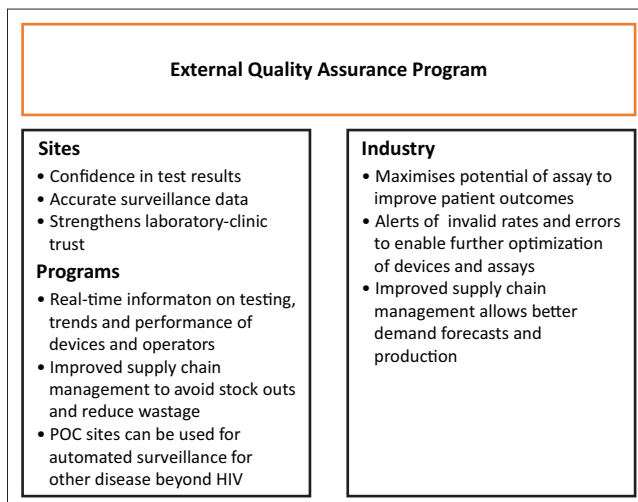 External Quality Assurance Program
Sites
• Confidence in test results
• Accurate surveillance data
• Strengthens laboratory-clinic
trust
Programs
• Real-time informaton on testing,
trends and performance of
devices and operators
• Improved supply chain
management to avoid stock outs
and reduce wastage
• POC sites can be used for
automated surveillance for
other disease beyond HIV
Industry
• Maximises potential of assay to
improve patient outcomes
• Alerts of invalid rates and errors
to enable further optimization
of devices and assays
• Improved supply chain
management allows better
demand forecasts and
production